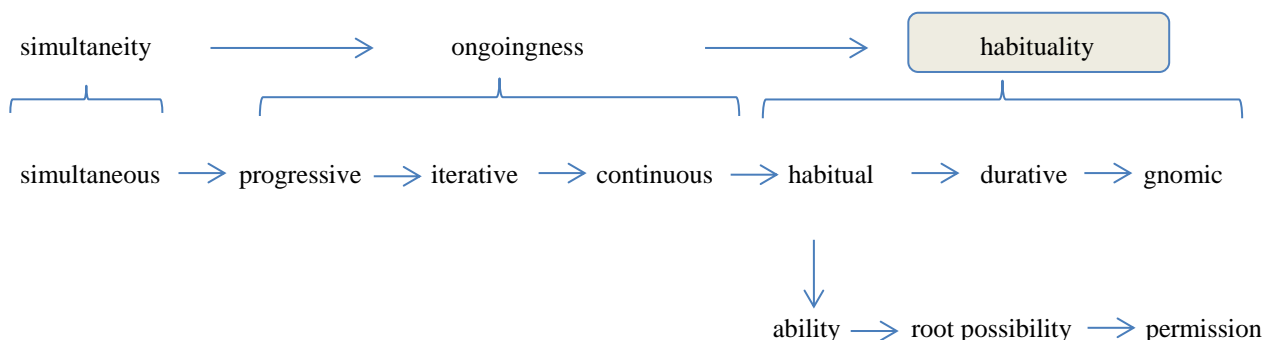 simultaneity ongoingness habituality
simultaneous progressive iterative continuous habitual durative gnomic
ability root possibility permission